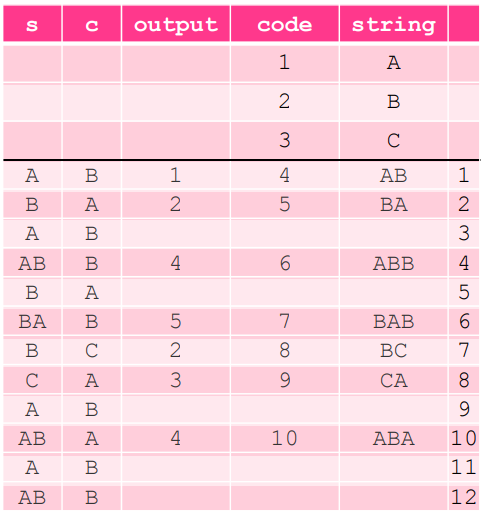 s c output code string
1 A
2 B
3 C
A B 1 4 AB 1
B A 2 5 BA 2
A B 3
AB B 4 6 ABB 4
B A 5
BA B 5 7 BAB 6
B C 2 8 BC 7
C A 3 9 CA 8
A B 9
AB A 4 10 ABA 10
A B 11
AB B 12